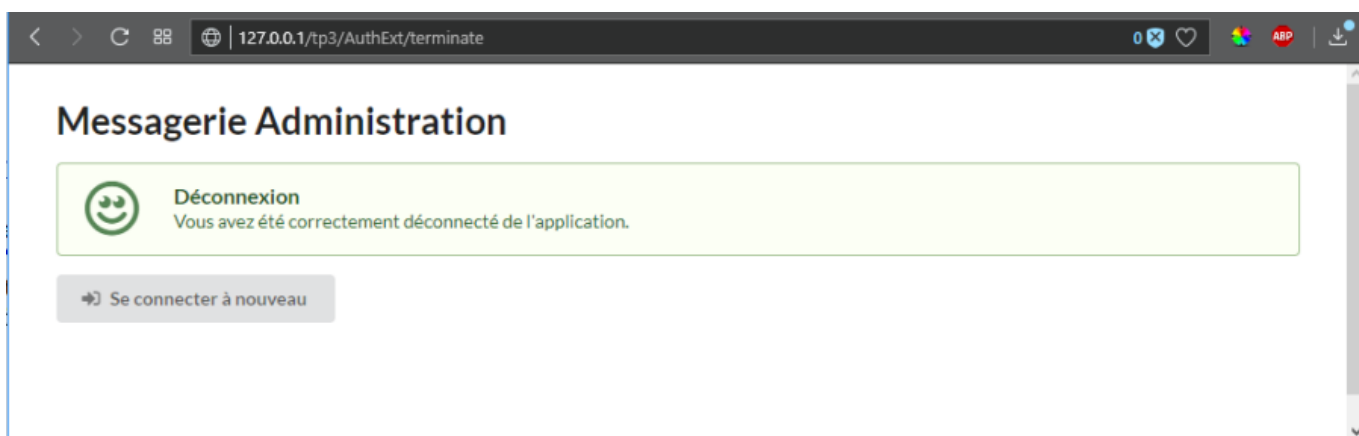 127.0.0.1/tp3/AuthExt/terminate
0
ABP
Messagerie Administration
Déconnexion
Vous avez été correctement déconnecté de l'application.
Se connecter à nouveau